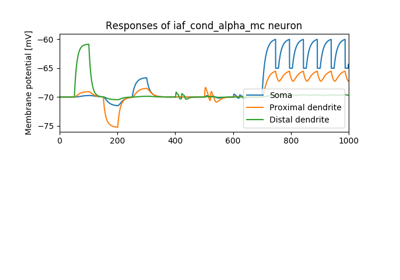 Responses of iaf_cond_alpha_mc neuron
Membrane potential [mV]
−60
−65
−70
−75
0
200
400
600
800
1000
Soma
Proximal dendrite
Distal dendrite